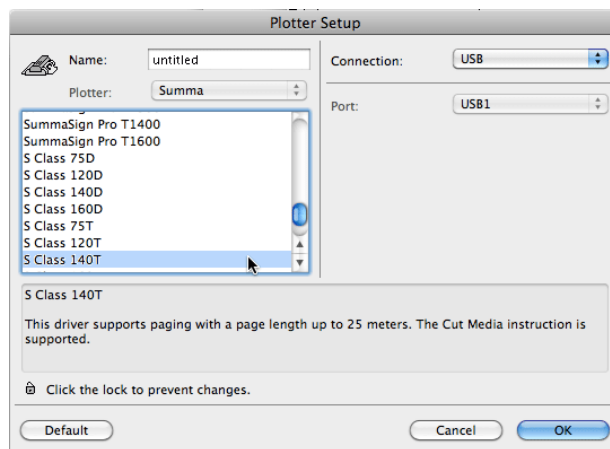 Plotter Setup
Name: untitled
Plotter: Summa
Connection: USB
Port: USB1
SummaSign Pro T1400
SummaSign Pro T1600
S Class 75D
S Class 120D
S Class 140D
S Class 160D
S Class 75T
S Class 120T
S Class 140T
S Class 140T
This driver supports paging with a page length up to 25 meters. The Cut Media instruction is
supported.
Click the lock to prevent changes.
Default Cancel OK